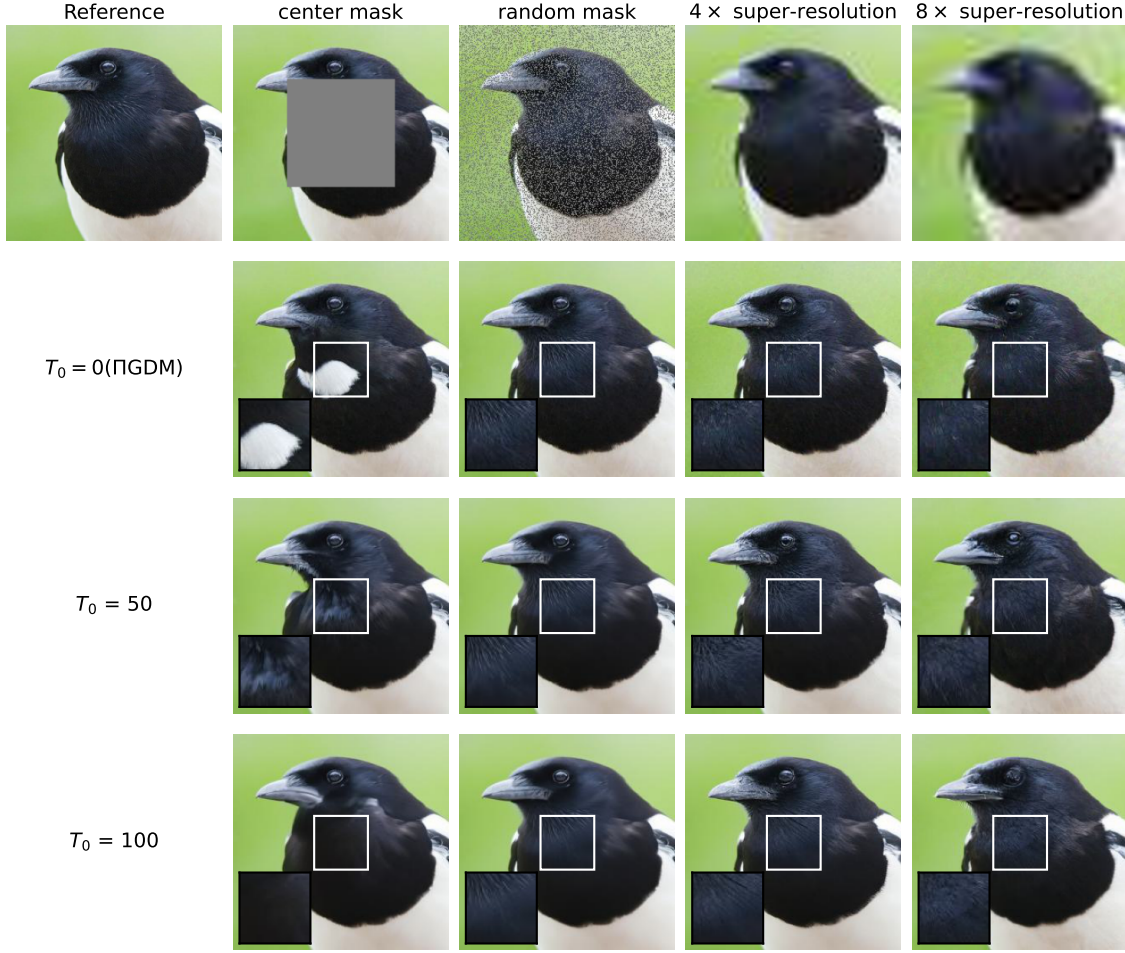 Reference
center mask
random mask
4× super-resolution
8× super-resolution
T₀ = 0(ΠGDM)
T₀ = 50
T₀ = 100